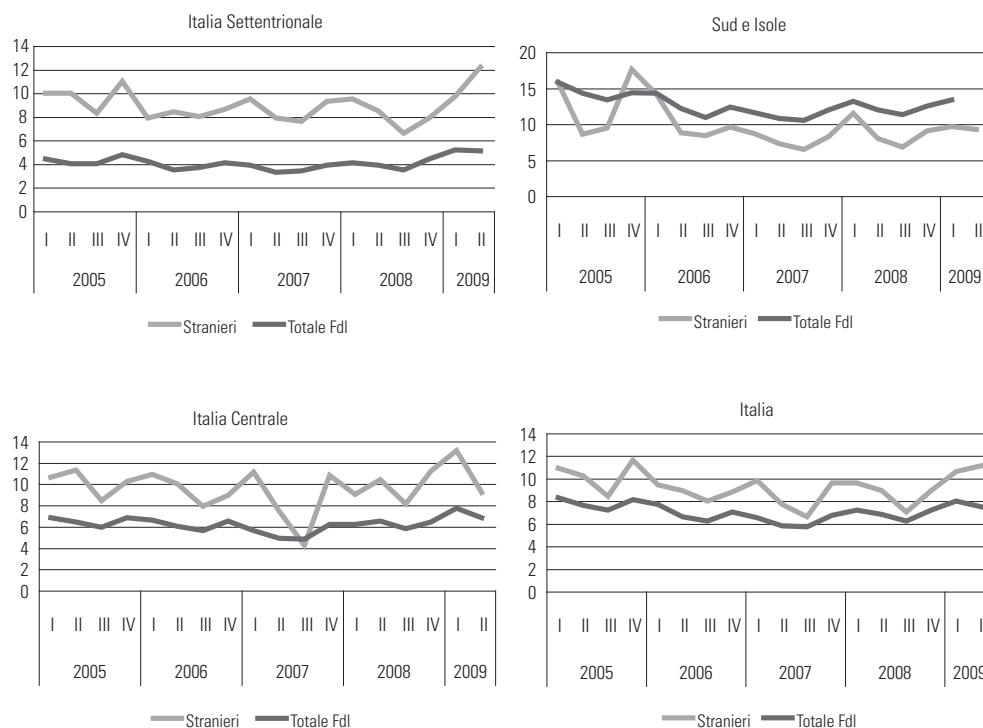 Italia Settentrionale
14
12
10
8
6
4
2
0
I II III IV I II III IV I II III IV I II III IV I II
2005 2006 2007 2008 2009
Stranieri Totale FdI
Sud e Isole
20
15
10
5
0
I II III IV I II III IV I II III IV I II III IV I II
2005 2006 2007 2008 2009
Stranieri Totale FdI
Italia Centrale
14
12
10
8
6
4
2
0
I II III IV I II III IV I II III IV I II III IV I II
2005 2006 2007 2008 2009
Stranieri Totale FdI
Italia
14
12
10
8
6
4
2
0
I II III IV I II III IV I II III IV I II III IV I
2005 2006 2007 2008 2009
Stranieri Totale FdI